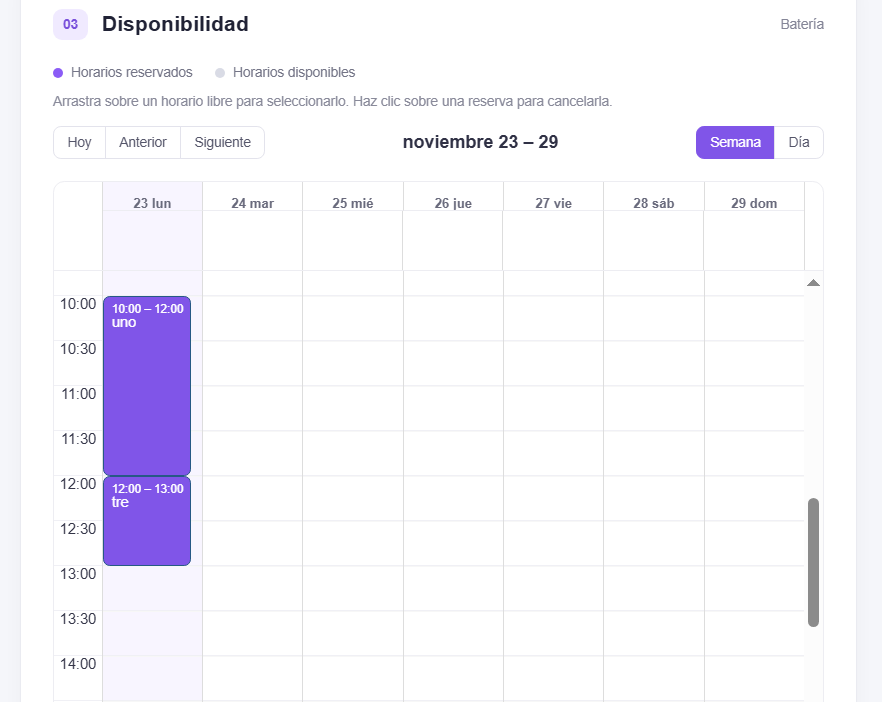 03 Disponibilidad Batería
Horarios reservados Horarios disponibles
Arrastra sobre un horario libre para seleccionarlo. Haz clic sobre una reserva para cancelarla.
Hoy Anterior Siguiente noviembre 23 – 29 Semana Día
23 lun 24 mar 25 mié 26 jue 27 vie 28 sáb 29 dom
10:00 10:00 – 12:00
uno
10:30
11:00
11:30
12:00 12:00 – 13:00
tre
12:30
13:00
13:30
14:00